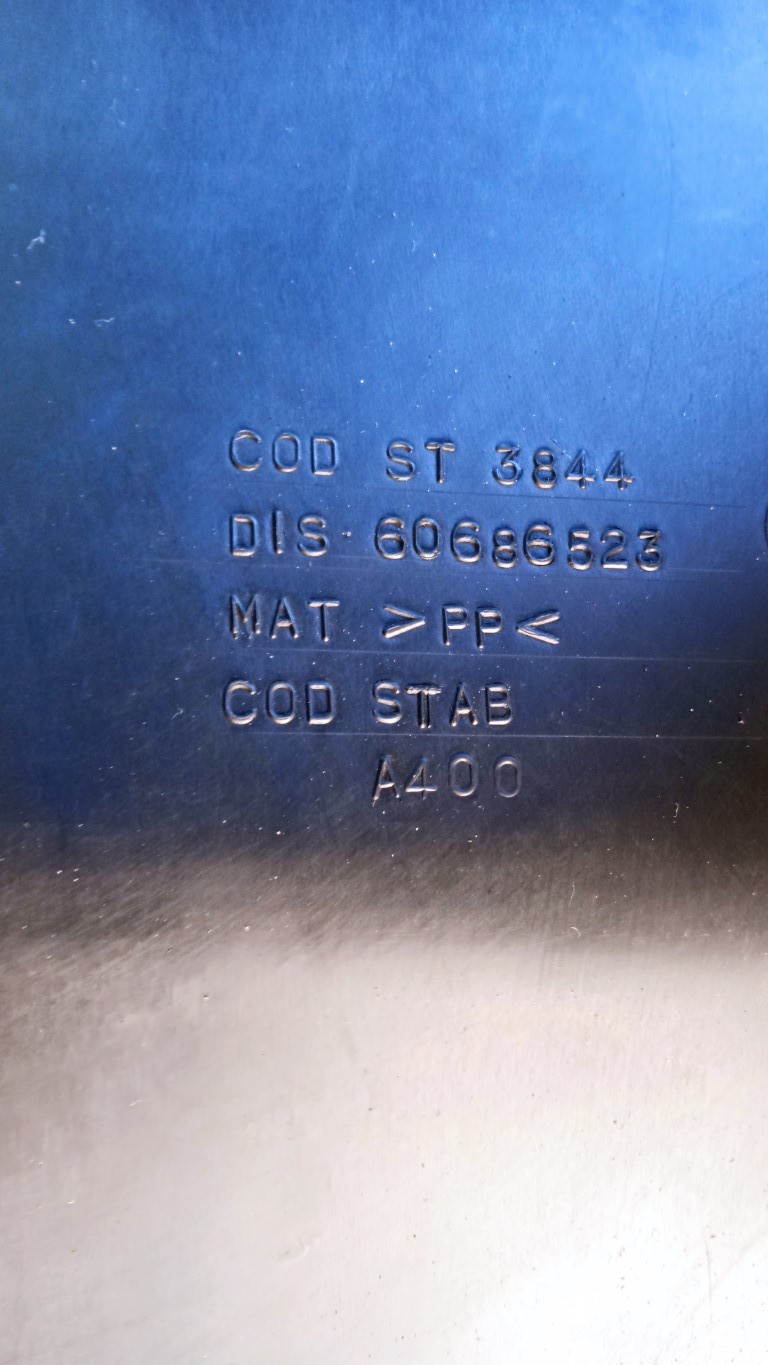 COD ST 3844
DIS 60686523
MAT >PP<
COD STAB
A400